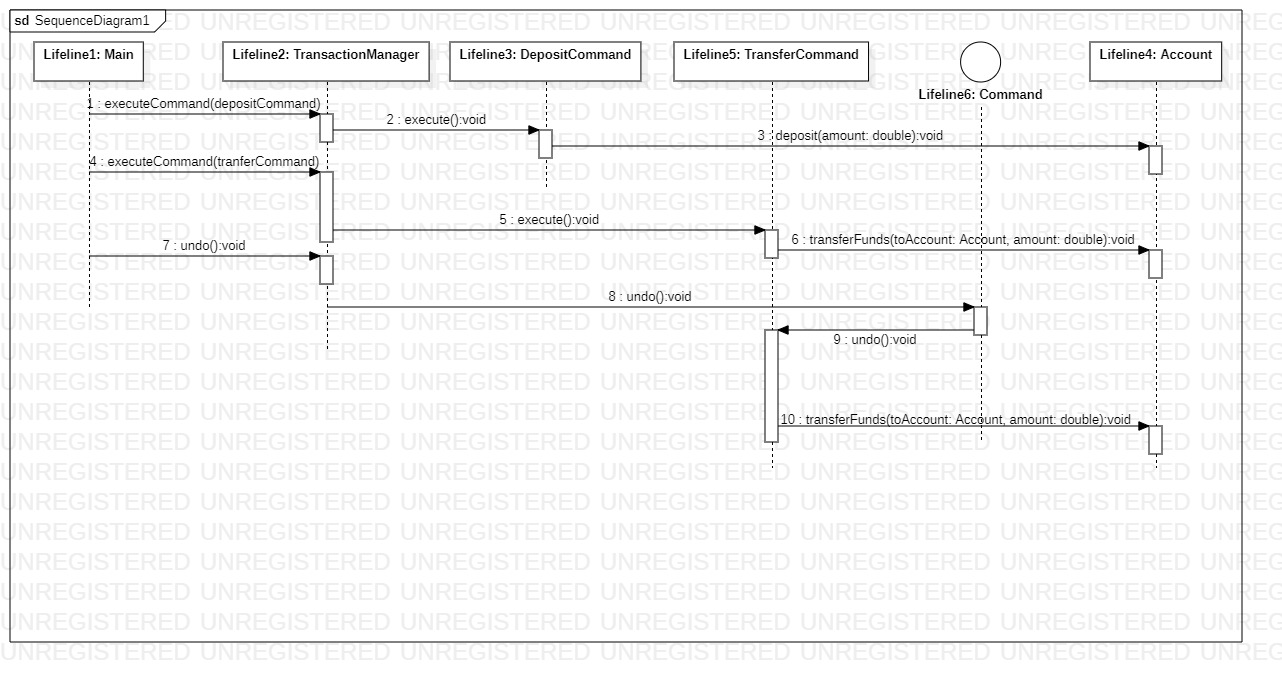 sd SequenceDiagram1
Lifeline1: Main
Lifeline2: TransactionManager
Lifeline3: DepositCommand
Lifeline5: TransferCommand
Lifeline6: Command
Lifeline4: Account
1 : executeCommand(depositCommand)
2 : execute():void
3 : deposit(amount: double):void
4 : executeCommand(tranferCommand)
5 : execute():void
6 : transferFunds(toAccount: Account, amount: double):void
7 : undo():void
8 : undo():void
9 : undo():void
10 : transferFunds(toAccount: Account, amount: double):void
UNREGISTERED UNREGISTERED UNREGISTERED UNREGISTERED UNREGISTERED UNREGISTERED